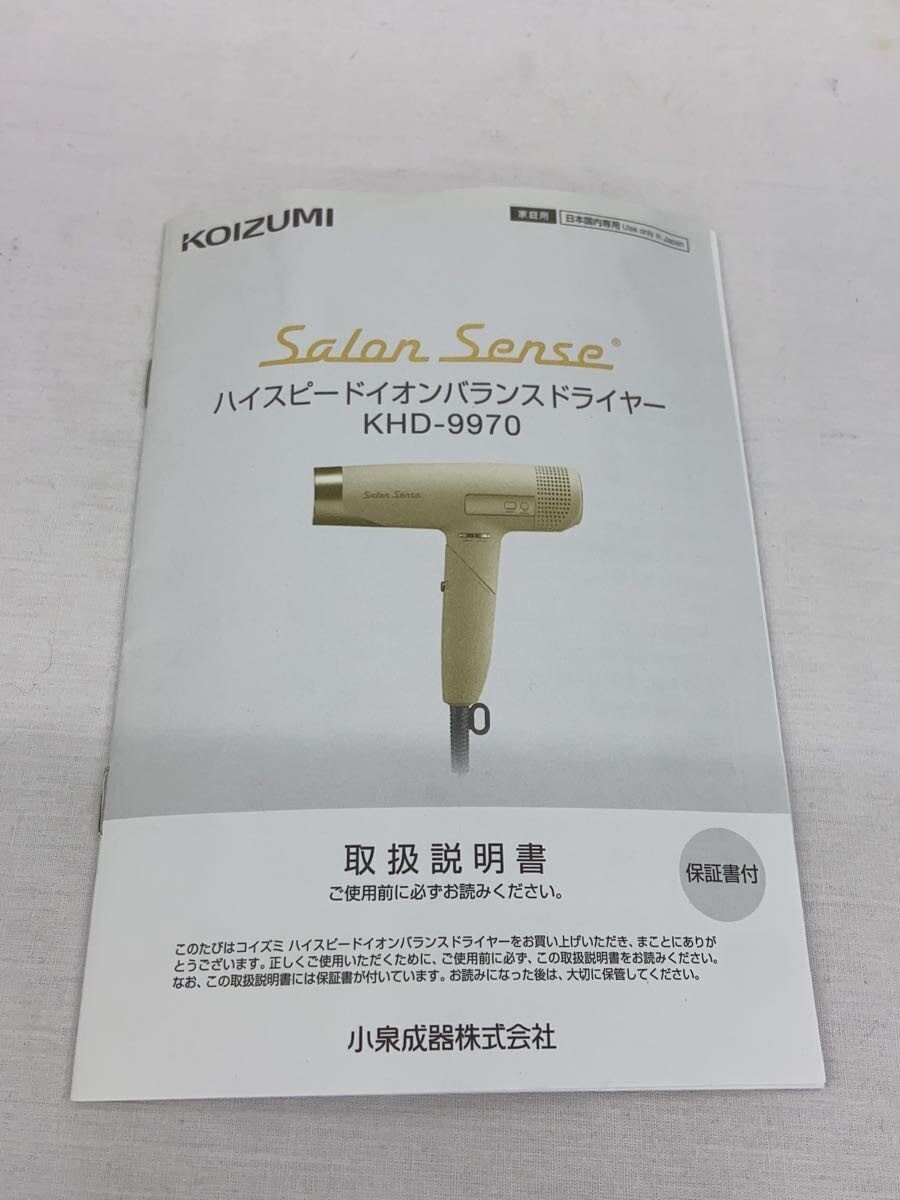 KOIZUMI
家庭用 日本国内専用 Use only in Japan
Salon Sense®
ハイスピードイオンバランスドライヤー
KHD-9970
Salon Sense
取扱説明書
ご使用前に必ずお読みください。
保証書付
このたびはコイズミ ハイスピードイオンバランスドライヤーをお買い上げいただき、まことにありが
とうございます。正しくご使用いただくために、ご使用前に必ず、この取扱説明書をお読みください。
なお、この取扱説明書には保証書が付いています。お読みになった後は、大切に保管してください。
小泉成器株式会社